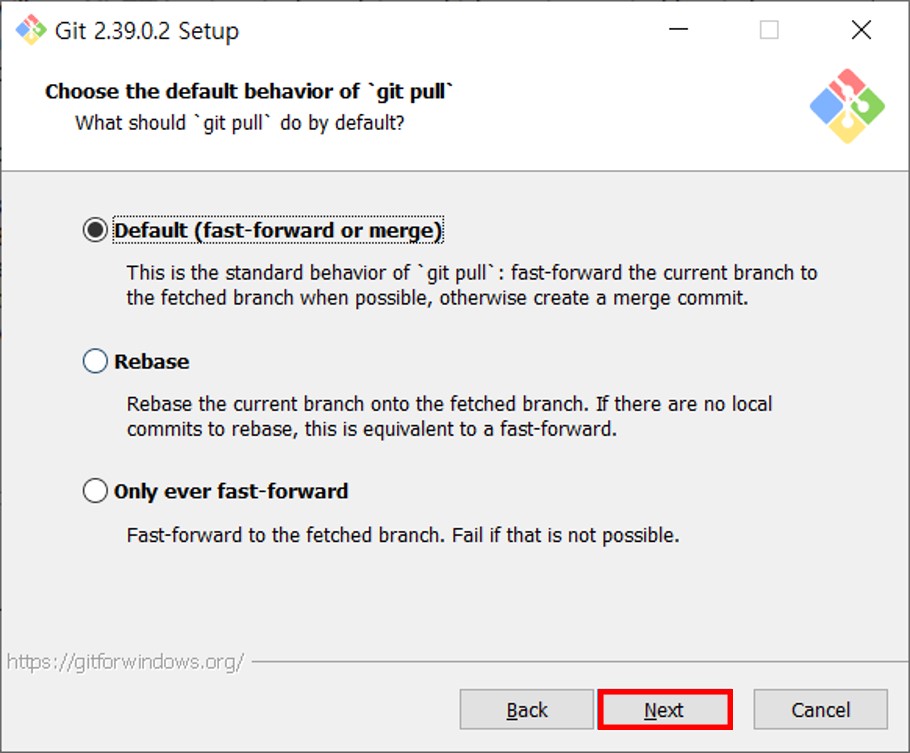 Git 2.39.0.2 Setup
Choose the default behavior of `git pull`
What should `git pull` do by default?
Default (fast-forward or merge)
This is the standard behavior of `git pull`: fast-forward the current branch to
the fetched branch when possible, otherwise create a merge commit.
Rebase
Rebase the current branch onto the fetched branch. If there are no local
commits to rebase, this is equivalent to a fast-forward.
Only ever fast-forward
Fast-forward to the fetched branch. Fail if that is not possible.
https://gitforwindows.org/
Back
Next
Cancel